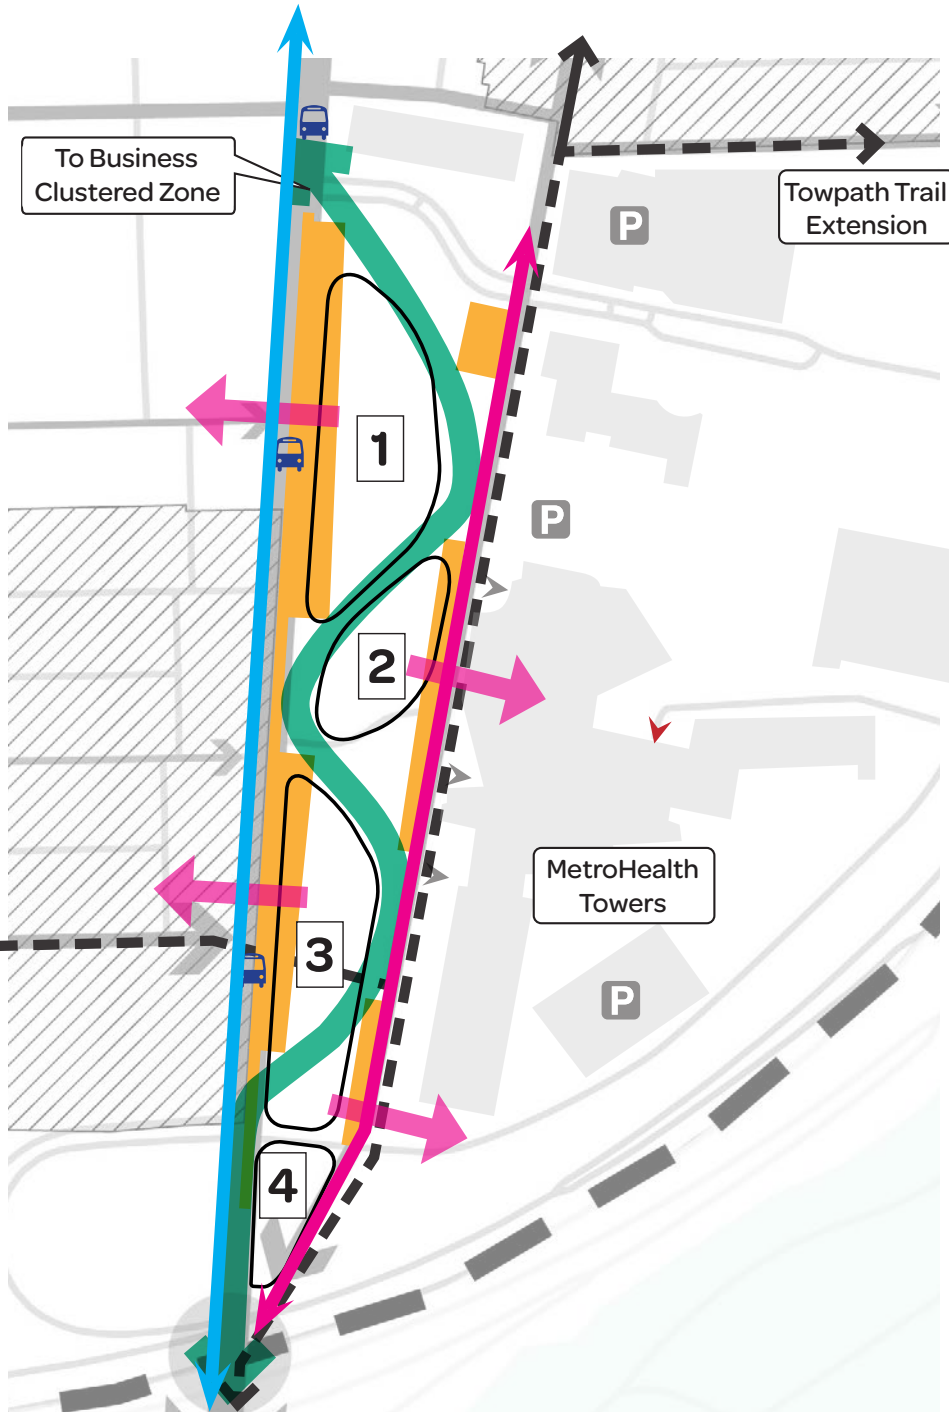 To Business
Clustered Zone
Towpath Trail
Extension
P
1
P
2
MetroHealth
Towers
3
P
4